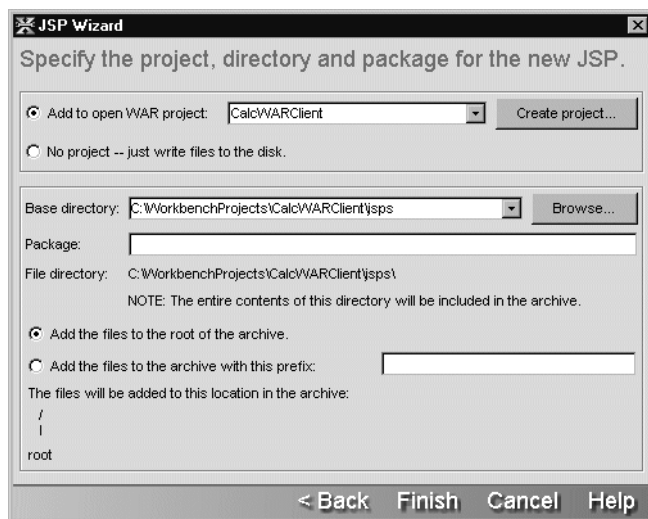 JSP Wizard
Specify the project, directory and package for the new JSP.
Add to open WAR project: CalcWARClient Create project...
No project -- just write files to the disk.
Base directory: C:\WorkbenchProjects\CalcWARClient\jsps Browse...
Package:
File directory: C:\WorkbenchProjects\CalcWARClient\jsps\
NOTE: The entire contents of this directory will be included in the archive.
Add the files to the root of the archive.
Add the files to the archive with this prefix:
The files will be added to this location in the archive:
/
|
root
< Back Finish Cancel Help